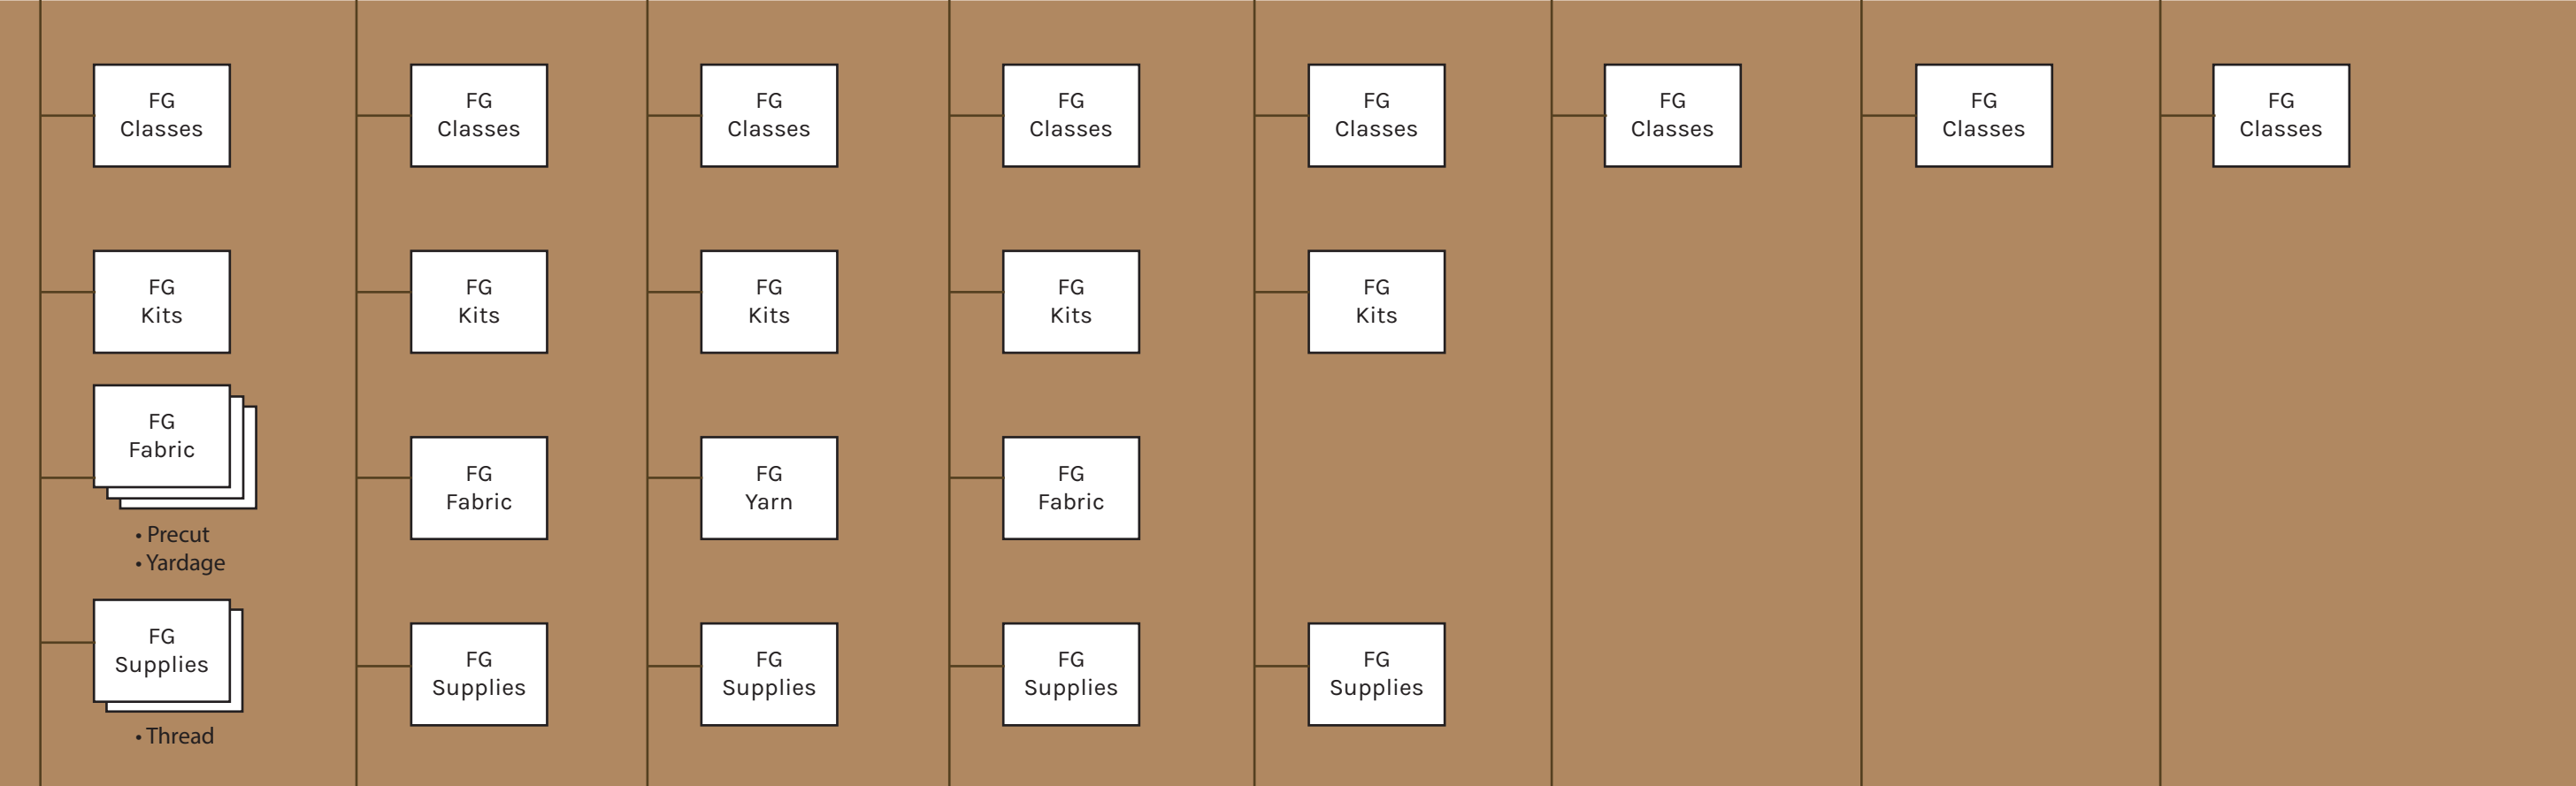 FG
Classes
FG
Classes
FG
Classes
FG
Classes
FG
Classes
FG
Classes
FG
Classes
FG
Classes
FG
Kits
FG
Kits
FG
Kits
FG
Kits
FG
Kits
FG
Fabric
• Precut
• Yardage
FG
Fabric
FG
Yarn
FG
Fabric
FG
Supplies
• Thread
FG
Supplies
FG
Supplies
FG
Supplies
FG
Supplies